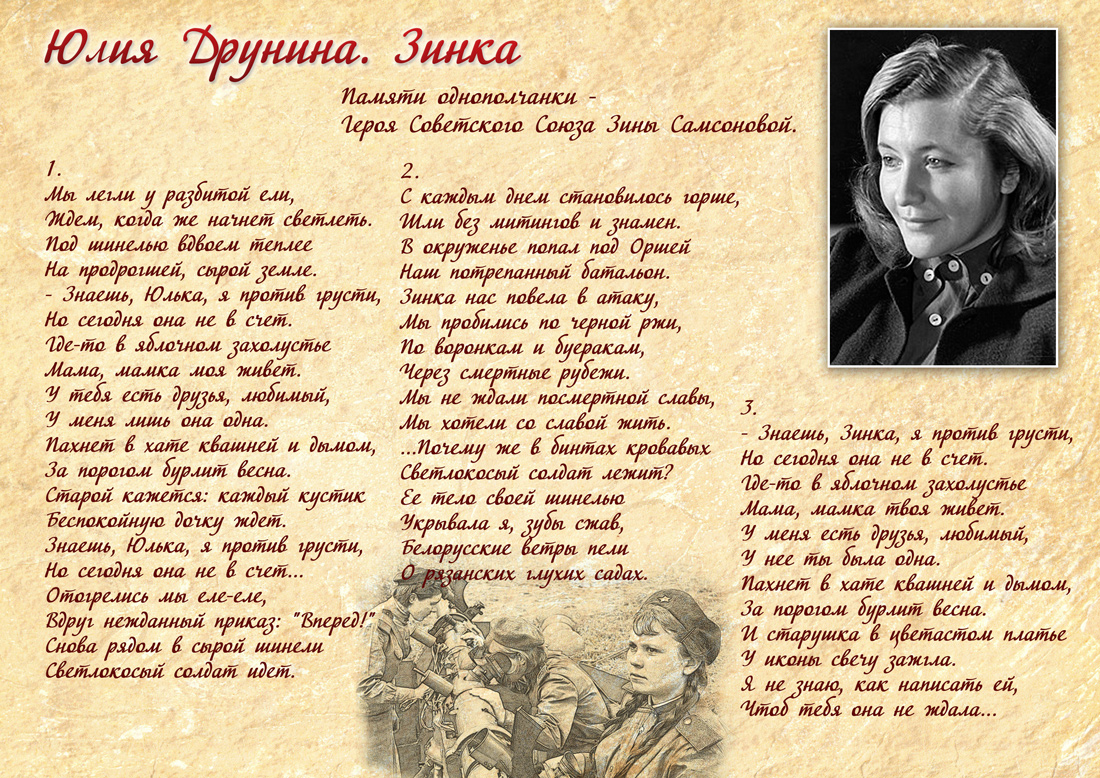 Юлия Друнина. Зинка
Памяти однополчанки -
Героя Советского Союза Зины Самсоновой.
1.
Мы легли у разбитой ели,
Ждем, когда же начнет светлеть.
Под шинелью вдвоем теплее
На продрогшей, сырой земле.
- Знаешь, Юлька, я против грусти,
Но сегодня она не в счет.
Где-то в яблочном захолустье
Мама, мамка моя живет.
У тебя есть друзья, любимый,
У меня лишь она одна.
Пахнет в хате квашней и дымом,
За порогом бурлит весна.
Старой кажется: каждый кустик
Беспокойную дочку ждет.
Знаешь, Юлька, я против грусти,
Но сегодня она не в счет...
Отогрелись мы еле-еле,
Вдруг нежданный приказ: "Вперед!"
Снова рядом в сырой шинели
Светлокосый солдат идет.
2.
С каждым днем становилось горше,
Шли без митингов и знамен.
В окруженье попал под Оршей
Наш потрепанный батальон.
Зинка нас повела в атаку,
Мы пробились по черной ржи,
По воронкам и буеракам,
Через смертные рубежи.
Мы не ждали посмертной славы,
Мы хотели со славой жить.
...Почему же в бинтах кровавых
Светлокосый солдат лежит?
Ее тело своей шинелью
Укрывала я, зубы сжав,
Белорусские ветры пели
О рязанских глухих садах.
3.
- Знаешь, Зинка, я против грусти,
Но сегодня она не в счет.
Где-то в яблочном захолустье
Мама, мамка твоя живет.
У меня есть друзья, любимый,
У нее ты была одна.
Пахнет в хате квашней и дымом,
За порогом бурлит весна.
И старушка в цветастом платье
У иконы свечу зажгла.
Я не знаю, как написать ей,
Чтоб тебя она не ждала...